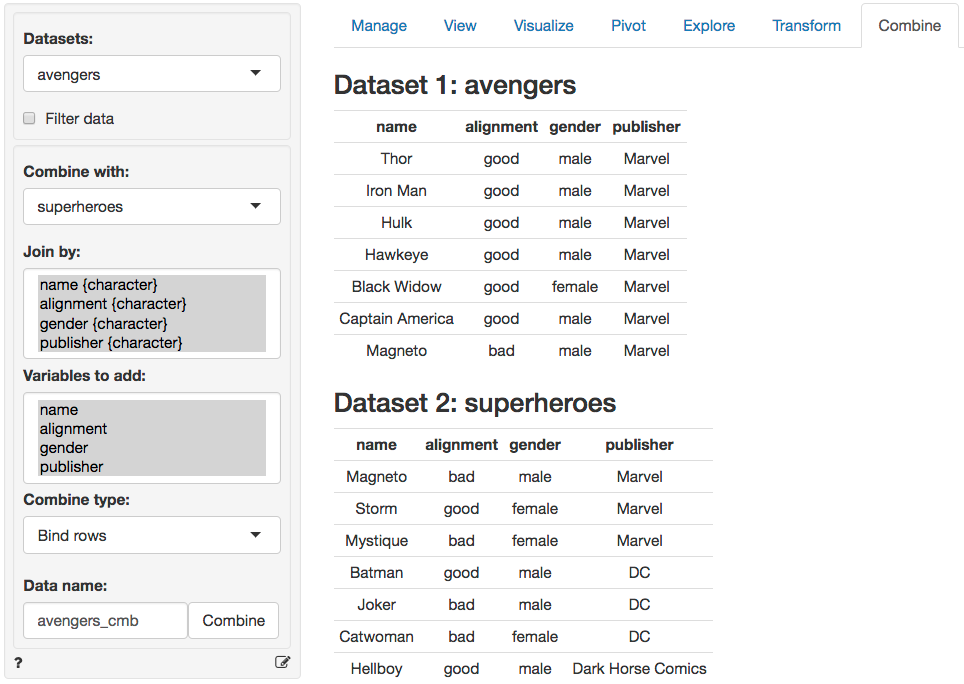 Datasets:
avengers
Filter data
Combine with:
superheroes
Join by:
name {character}
alignment {character}
gender {character}
publisher {character}
Variables to add:
name
alignment
gender
publisher
Combine type:
Bind rows
Data name:
avengers_cmb Combine
?
Manage View Visualize Pivot Explore Transform Combine
Dataset 1: avengers
name alignment gender publisher
Thor good male Marvel
Iron Man good male Marvel
Hulk good male Marvel
Hawkeye good male Marvel
Black Widow good female Marvel
Captain America good male Marvel
Magneto bad male Marvel
Dataset 2: superheroes
name alignment gender publisher
Magneto bad male Marvel
Storm good female Marvel
Mystique bad female Marvel
Batman good male DC
Joker bad male DC
Catwoman bad female DC
Hellboy good male Dark Horse Comics